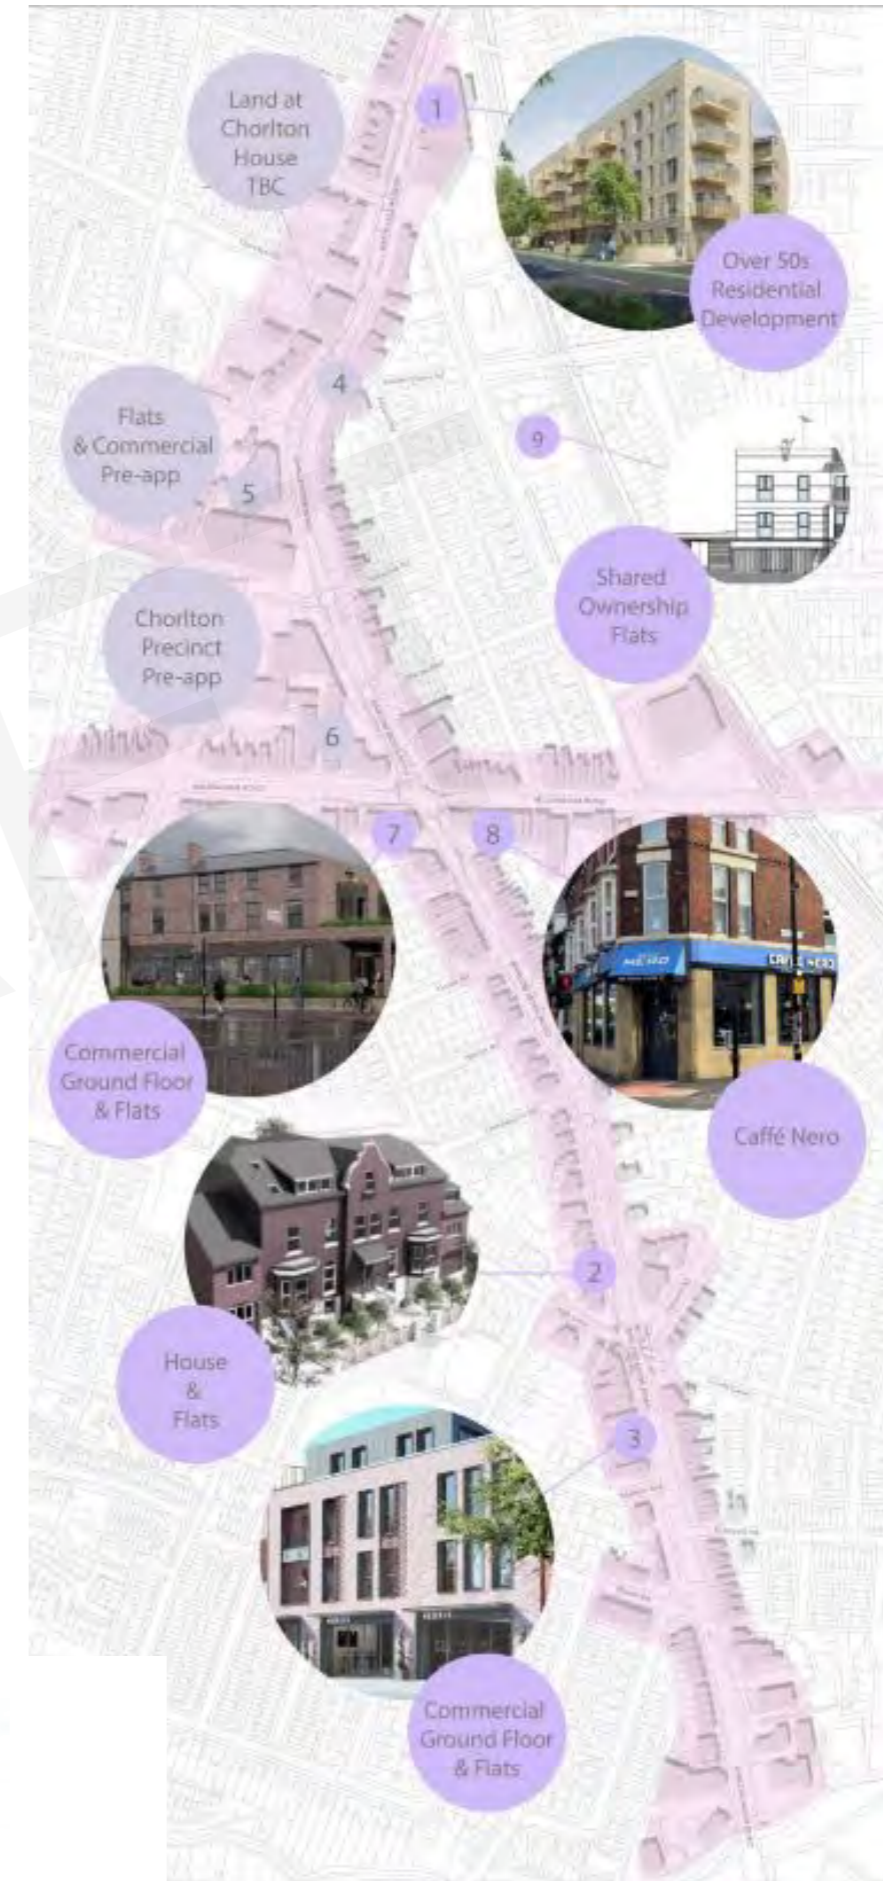 Land at
Chorlton
House
TBC
1
Over 50s
Residential
Development
4
Flats
& Commercial
Pre-app
5
9
Shared
Ownership
Flats
Chorlton
Precinct
Pre-app
6
7
8
CAFFE NERO
Commercial
Ground Floor
& Flats
Caffé Nero
2
House
&
Flats
3
Commercial
Ground Floor
& Flats